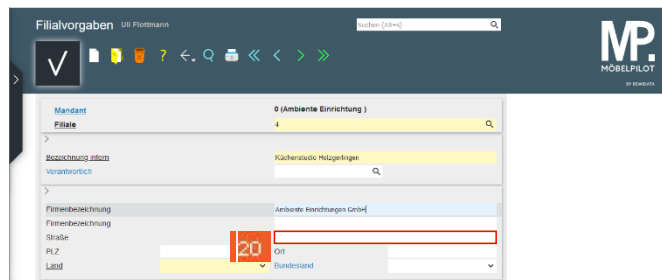 Filialvorgaben Uli Flottmann
Suchen (Alt+s)
MP.
MÖBELPILOT
BY BEWIDATA
Mandant 0 (Ambiente Einrichtung )
Filiale 4
Bezeichnung intern Küchenstudio Holzgerlingen
Verantwortlich
Firmenbezeichnung Ambiente Einrichtungen GmbH
Firmenbezeichnung
Straße
PLZ 20 Ort
Land Bundesland